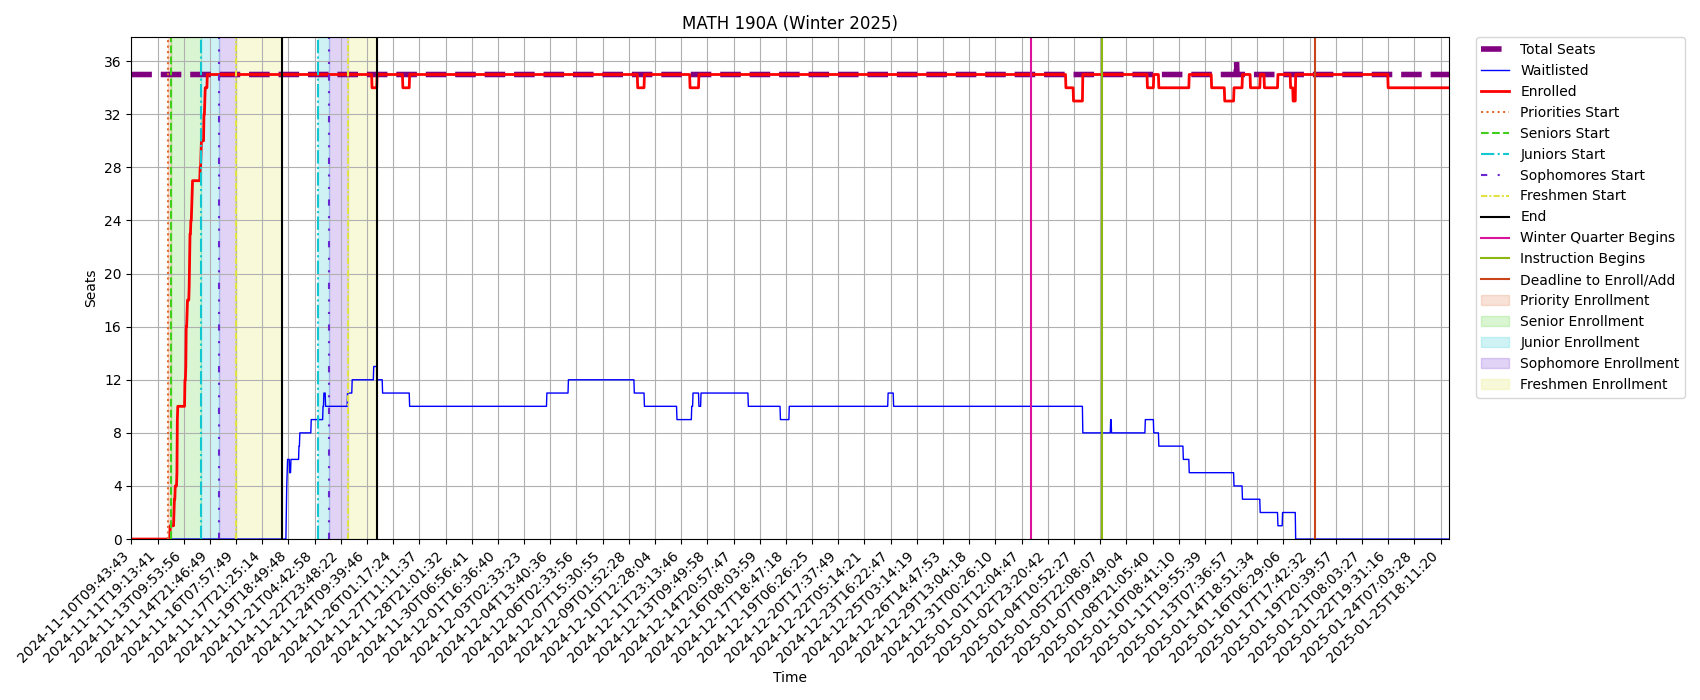 MATH 190A (Winter 2025)
Seats
36
32
28
24
20
16
12
8
4
0
2024-11-10T09:43:43
2024-11-11T19:13:41
2024-11-13T09:53:56
2024-11-14T21:46:49
2024-11-16T07:57:49
2024-11-17T21:25:14
2024-11-19T18:49:48
2024-11-21T04:42:58
2024-11-22T23:48:22
2024-11-24T09:39:46
2024-11-26T01:17:24
2024-11-27T11:11:37
2024-11-28T21:01:32
2024-11-30T06:56:41
2024-12-01T16:36:40
2024-12-03T02:33:23
2024-12-04T13:40:36
2024-12-06T02:33:56
2024-12-07T15:30:55
2024-12-09T01:52:28
2024-12-10T12:28:04
2024-12-11T23:13:46
2024-12-13T09:49:58
2024-12-14T20:57:47
2024-12-16T08:03:59
2024-12-17T18:47:18
2024-12-19T06:26:25
2024-12-20T17:37:49
2024-12-22T05:14:21
2024-12-23T16:22:47
2024-12-25T03:14:19
2024-12-26T14:47:53
2024-12-29T13:04:18
2024-12-31T00:26:10
2025-01-01T12:04:47
2025-01-02T23:20:42
2025-01-04T10:52:27
2025-01-05T22:08:07
2025-01-07T09:49:04
2025-01-08T21:05:40
2025-01-10T08:41:10
2025-01-11T19:55:39
2025-01-13T07:36:57
2025-01-14T18:51:34
2025-01-16T06:29:06
2025-01-17T17:42:32
2025-01-19T20:39:57
2025-01-21T08:03:27
2025-01-22T19:31:16
2025-01-24T07:03:28
2025-01-25T18:11:20
Time
Total Seats
Waitlisted
Enrolled
Priorities Start
Seniors Start
Juniors Start
Sophomores Start
Freshmen Start
End
Winter Quarter Begins
Instruction Begins
Deadline to Enroll/Add
Priority Enrollment
Senior Enrollment
Junior Enrollment
Sophomore Enrollment
Freshmen Enrollment